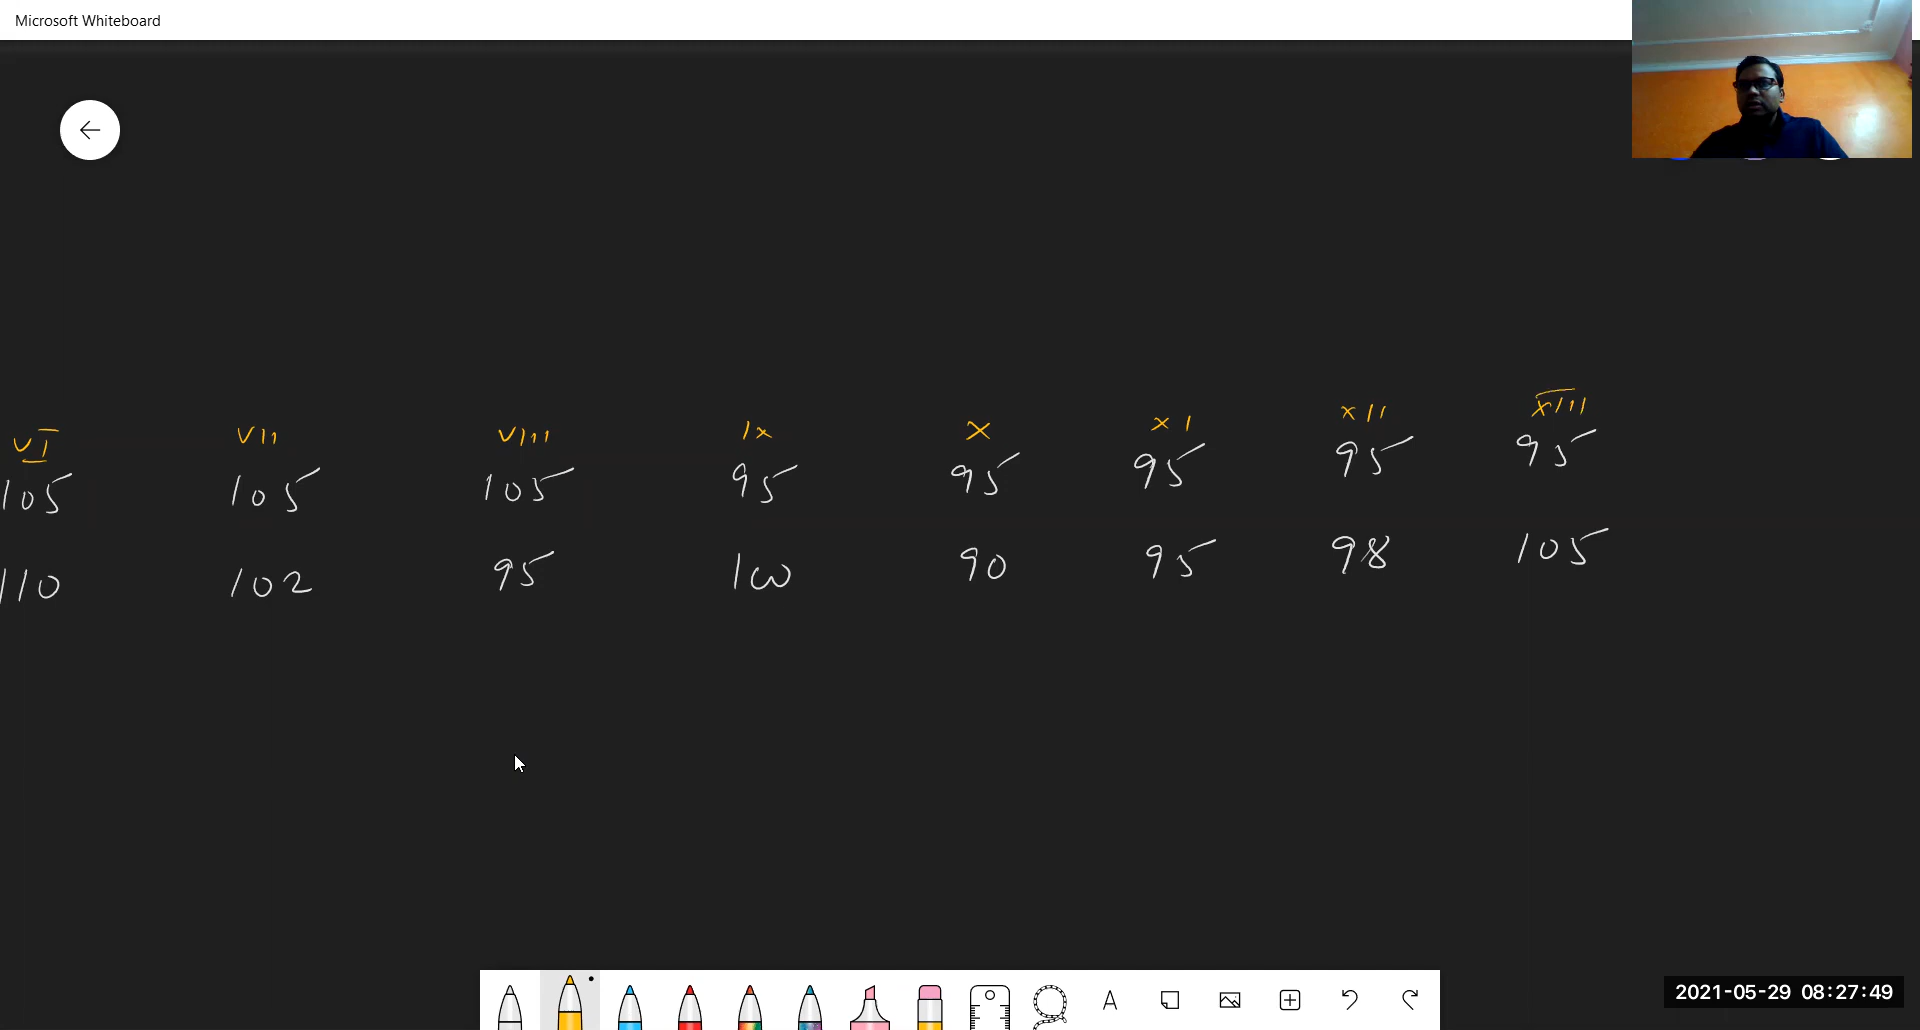 Microsoft Whiteboard
VI VII VIII IX X XI XII XIII
105 105 105 95 95 95 95 95
110 102 95 100 90 95 98 105
A
2021-05-29 08:27:49